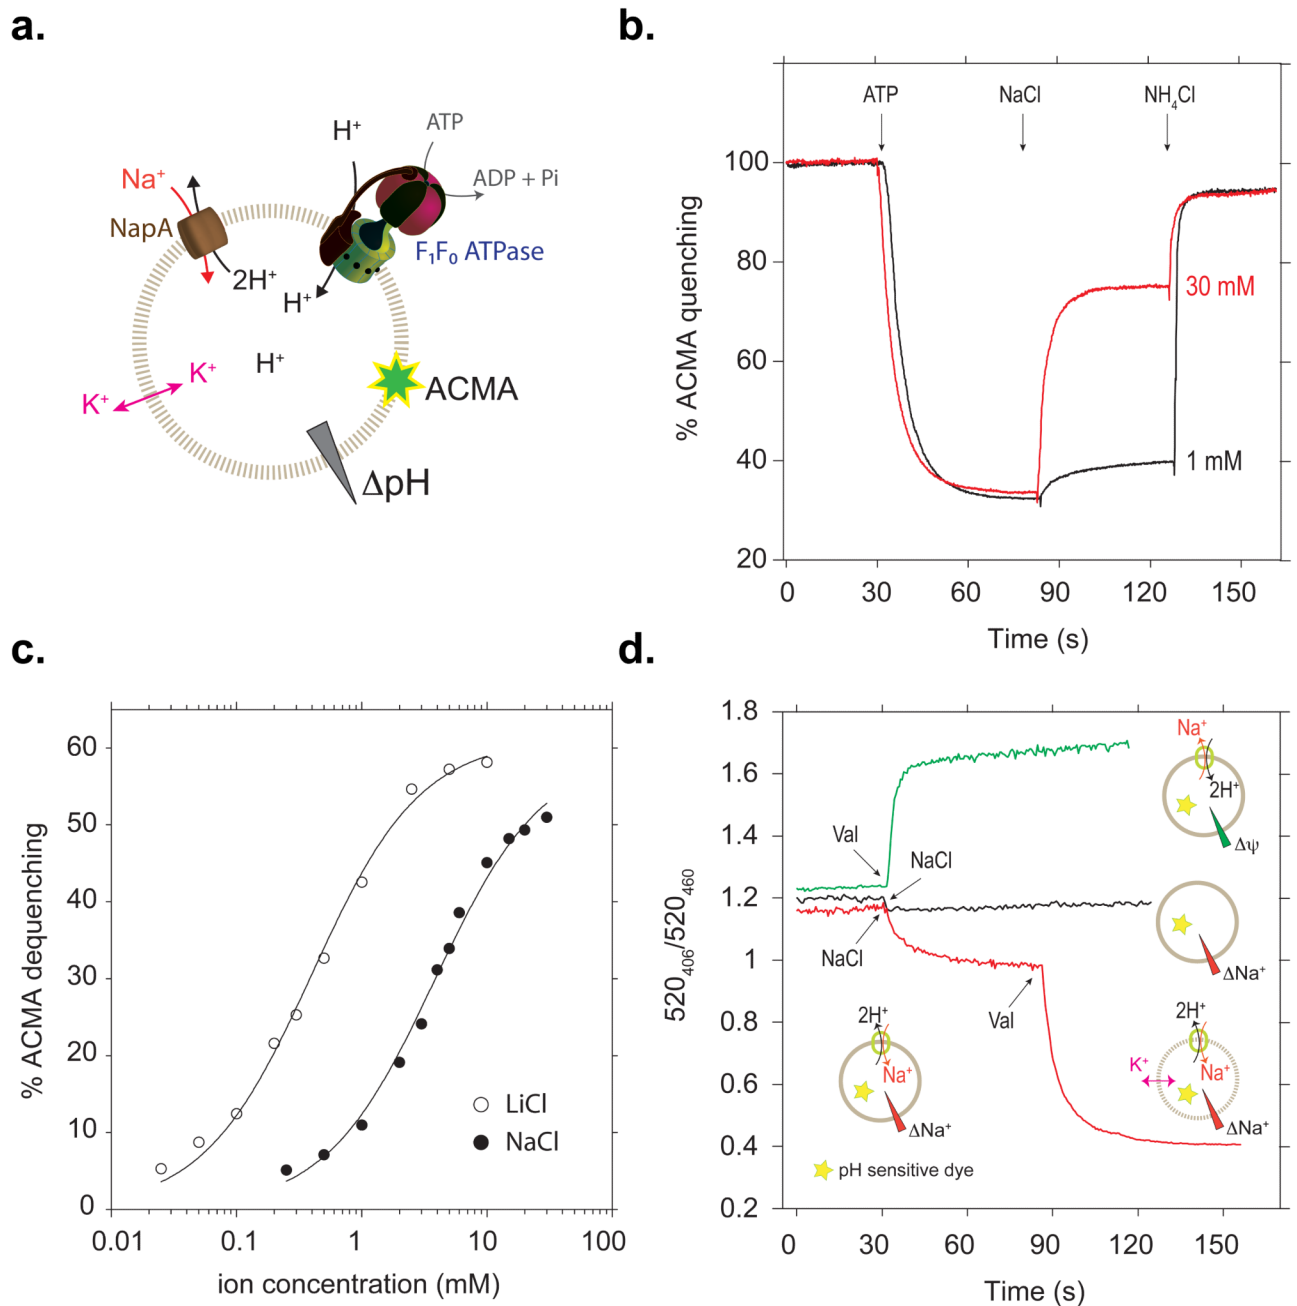 a.
H⁺
ATP
ADP + Pi
Na⁺
NapA
F₁F₀ ATPase
2H⁺
H⁺
H⁺
K⁺
K⁺
ACMA
ΔpH
b.
ATP
NaCl
NH₄Cl
100
80
60
40
20
% ACMA quenching
30 mM
1 mM
0
30
60
90
120
150
Time (s)
c.
60
50
40
30
20
10
0
% ACMA dequenching
LiCl
NaCl
0.01
0.1
1
10
100
ion concentration (mM)
d.
1.8
1.6
1.4
1.2
1
0.8
0.6
0.4
0.2
520₄₀₆/520₄₆₀
Na⁺
2H⁺
Δψ
Val
NaCl
NaCl
ΔNa⁺
Val
2H⁺
Na⁺
ΔNa⁺
2H⁺
K⁺
Na⁺
ΔNa⁺
pH sensitive dye
0
30
60
90
120
150
Time (s)